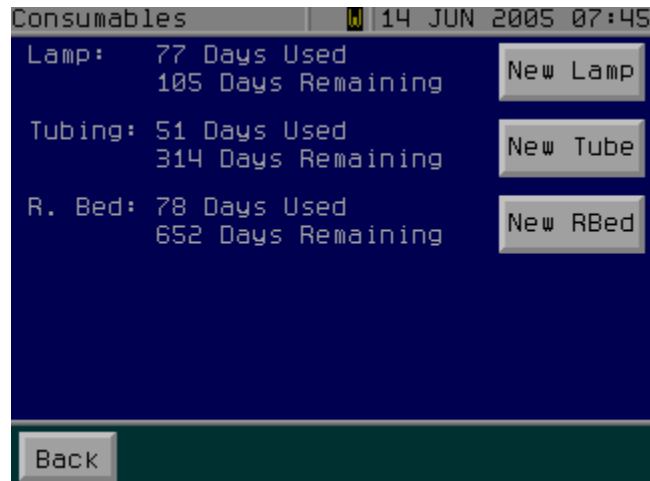 Consumables W 14 JUN 2005 07:45
Lamp: 77 Days Used
105 Days Remaining
New Lamp
Tubing: 51 Days Used
314 Days Remaining
New Tube
R. Bed: 78 Days Used
652 Days Remaining
New RBed
Back